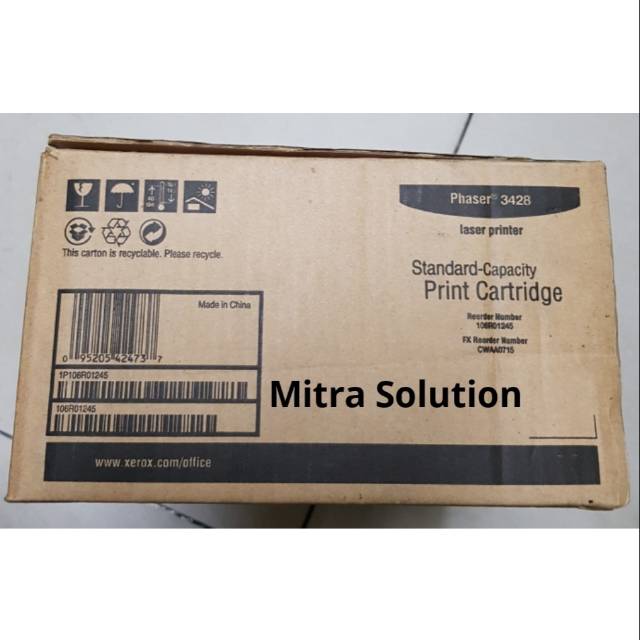 Phaser® 3428
laser printer
Standard-Capacity
Print Cartridge
Reorder Number
106R01245
FX Reorder Number
CWAA0715
This carton is recyclable. Please recycle.
Made in China
0 95205 42473 7
1P106R01245
106R01245
Mitra Solution
www.xerox.com/office